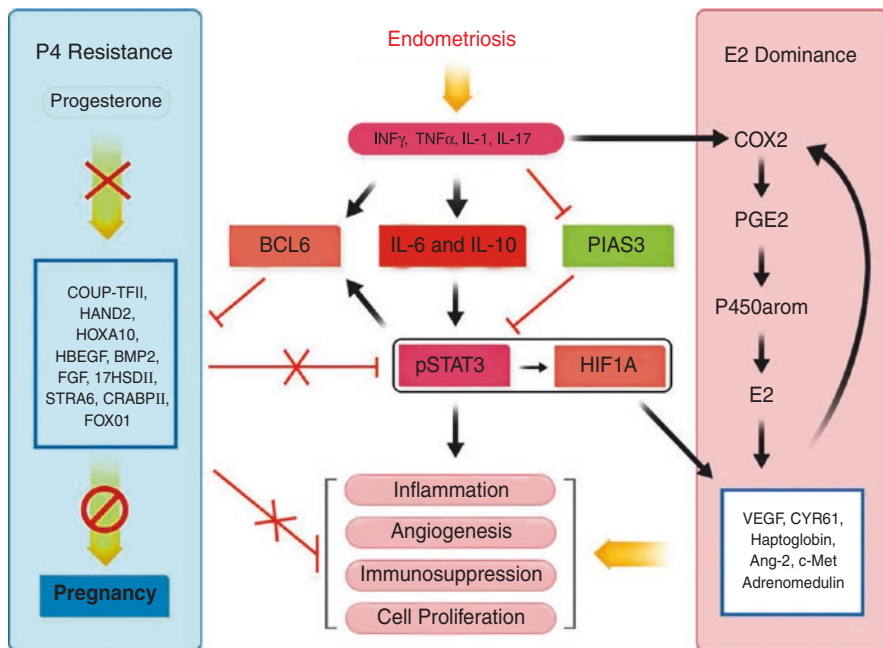 P4 Resistance
Progesterone
COUP-TFII,
HAND2,
HOXA10,
HBEGF, BMP2,
FGF, 17HSDII,
STRA6, CRABPII,
FOX01
Pregnancy
Endometriosis
INFγ, TNFα, IL-1, IL-17
BCL6
IL-6 and IL-10
PIAS3
pSTAT3
HIF1A
Inflammation
Angiogenesis
Immunosuppression
Cell Proliferation
E2 Dominance
COX2
PGE2
P450arom
E2
VEGF, CYR61,
Haptoglobin,
Ang-2, c-Met
Adrenomedulin